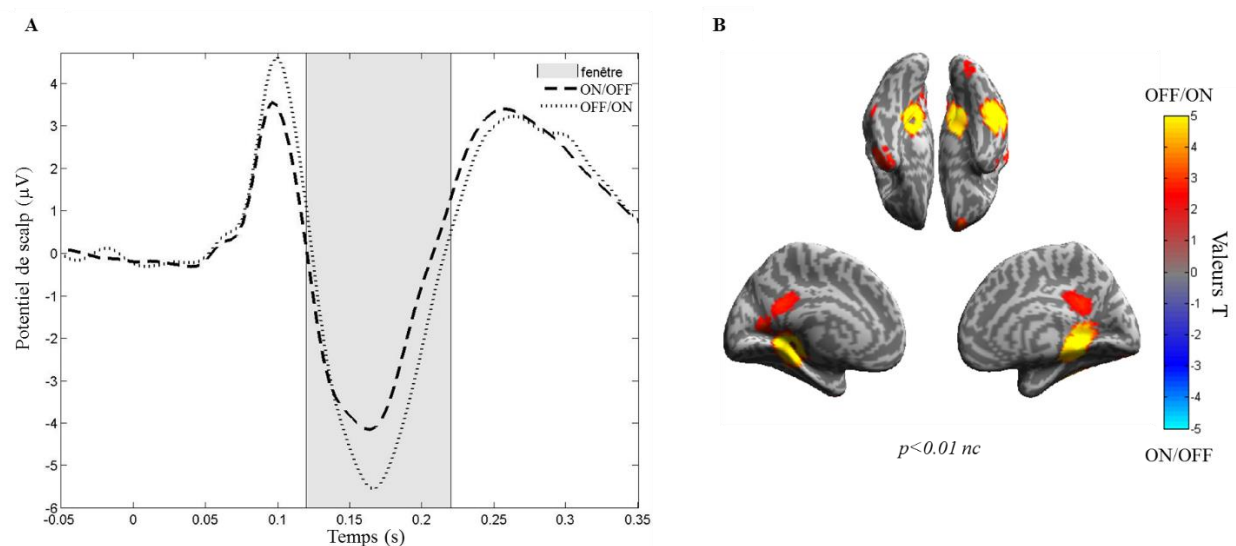 A
Potentiel de scalp (µV)
4
3
2
1
0
-1
-2
-3
-4
-5
-6
-0.05
0
0.05
0.1
0.15
0.2
0.25
0.3
0.35
Temps (s)
fenêtre
ON/OFF
OFF/ON
B
OFF/ON
5
4
3
2
1
0
-1
-2
-3
-4
-5
Valeurs T
ON/OFF
p<0.01 nc